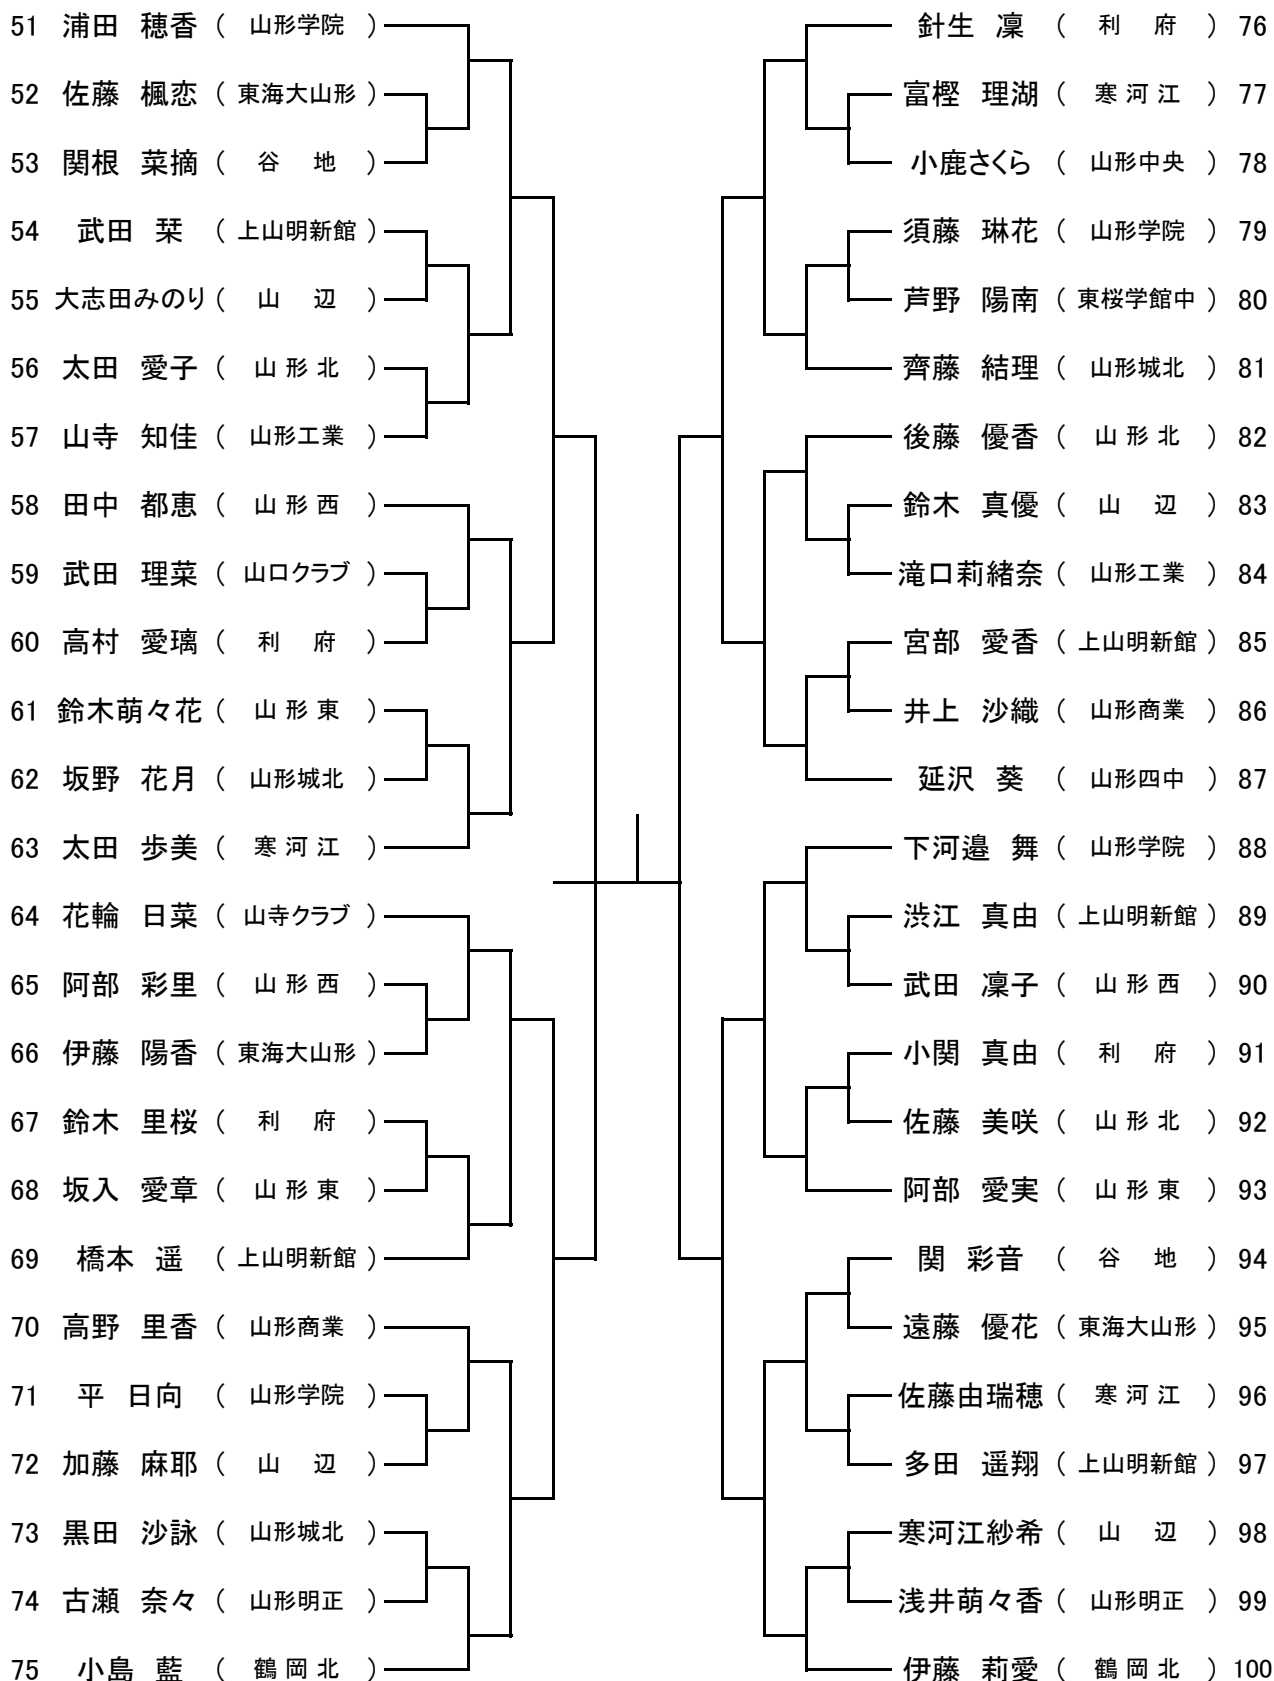 51 浦田 穂香 ( 山形学院 )
52 佐藤 楓恋 ( 東海大山形 )
53 関根 菜摘 ( 谷 地 )
54 武田 栞 ( 上山明新館 )
55 大志田みのり ( 山 辺 )
56 太田 愛子 ( 山 形 北 )
57 山寺 知佳 ( 山形工業 )
58 田中 都恵 ( 山 形 西 )
59 武田 理菜 ( 山口クラブ )
60 高村 愛璃 ( 利 府 )
61 鈴木萌々花 ( 山 形 東 )
62 坂野 花月 ( 山形城北 )
63 太田 歩美 ( 寒 河 江 )
64 花輪 日菜 ( 山寺クラブ )
65 阿部 彩里 ( 山 形 西 )
66 伊藤 陽香 ( 東海大山形 )
67 鈴木 里桜 ( 利 府 )
68 坂入 愛章 ( 山 形 東 )
69 橋本 遥 ( 上山明新館 )
70 高野 里香 ( 山形商業 )
71 平 日向 ( 山形学院 )
72 加藤 麻耶 ( 山 辺 )
73 黒田 沙詠 ( 山形城北 )
74 古瀬 奈々 ( 山形明正 )
75 小島 藍 ( 鶴 岡 北 )
針生 凜 ( 利 府 ) 76
富樫 理湖 ( 寒 河 江 ) 77
小鹿さくら ( 山形中央 ) 78
須藤 琳花 ( 山形学院 ) 79
芦野 陽南 ( 東桜学館中 ) 80
齊藤 結理 ( 山形城北 ) 81
後藤 優香 ( 山 形 北 ) 82
鈴木 真優 ( 山 辺 ) 83
滝口莉緒奈 ( 山形工業 ) 84
宮部 愛香 ( 上山明新館 ) 85
井上 沙織 ( 山形商業 ) 86
延沢 葵 ( 山形四中 ) 87
下河邉 舞 ( 山形学院 ) 88
渋江 真由 ( 上山明新館 ) 89
武田 凜子 ( 山 形 西 ) 90
小関 真由 ( 利 府 ) 91
佐藤 美咲 ( 山 形 北 ) 92
阿部 愛実 ( 山 形 東 ) 93
関 彩音 ( 谷 地 ) 94
遠藤 優花 ( 東海大山形 ) 95
佐藤由瑞穂 ( 寒 河 江 ) 96
多田 遥翔 ( 上山明新館 ) 97
寒河江紗希 ( 山 辺 ) 98
浅井萌々香 ( 山形明正 ) 99
伊藤 莉愛 ( 鶴 岡 北 ) 100